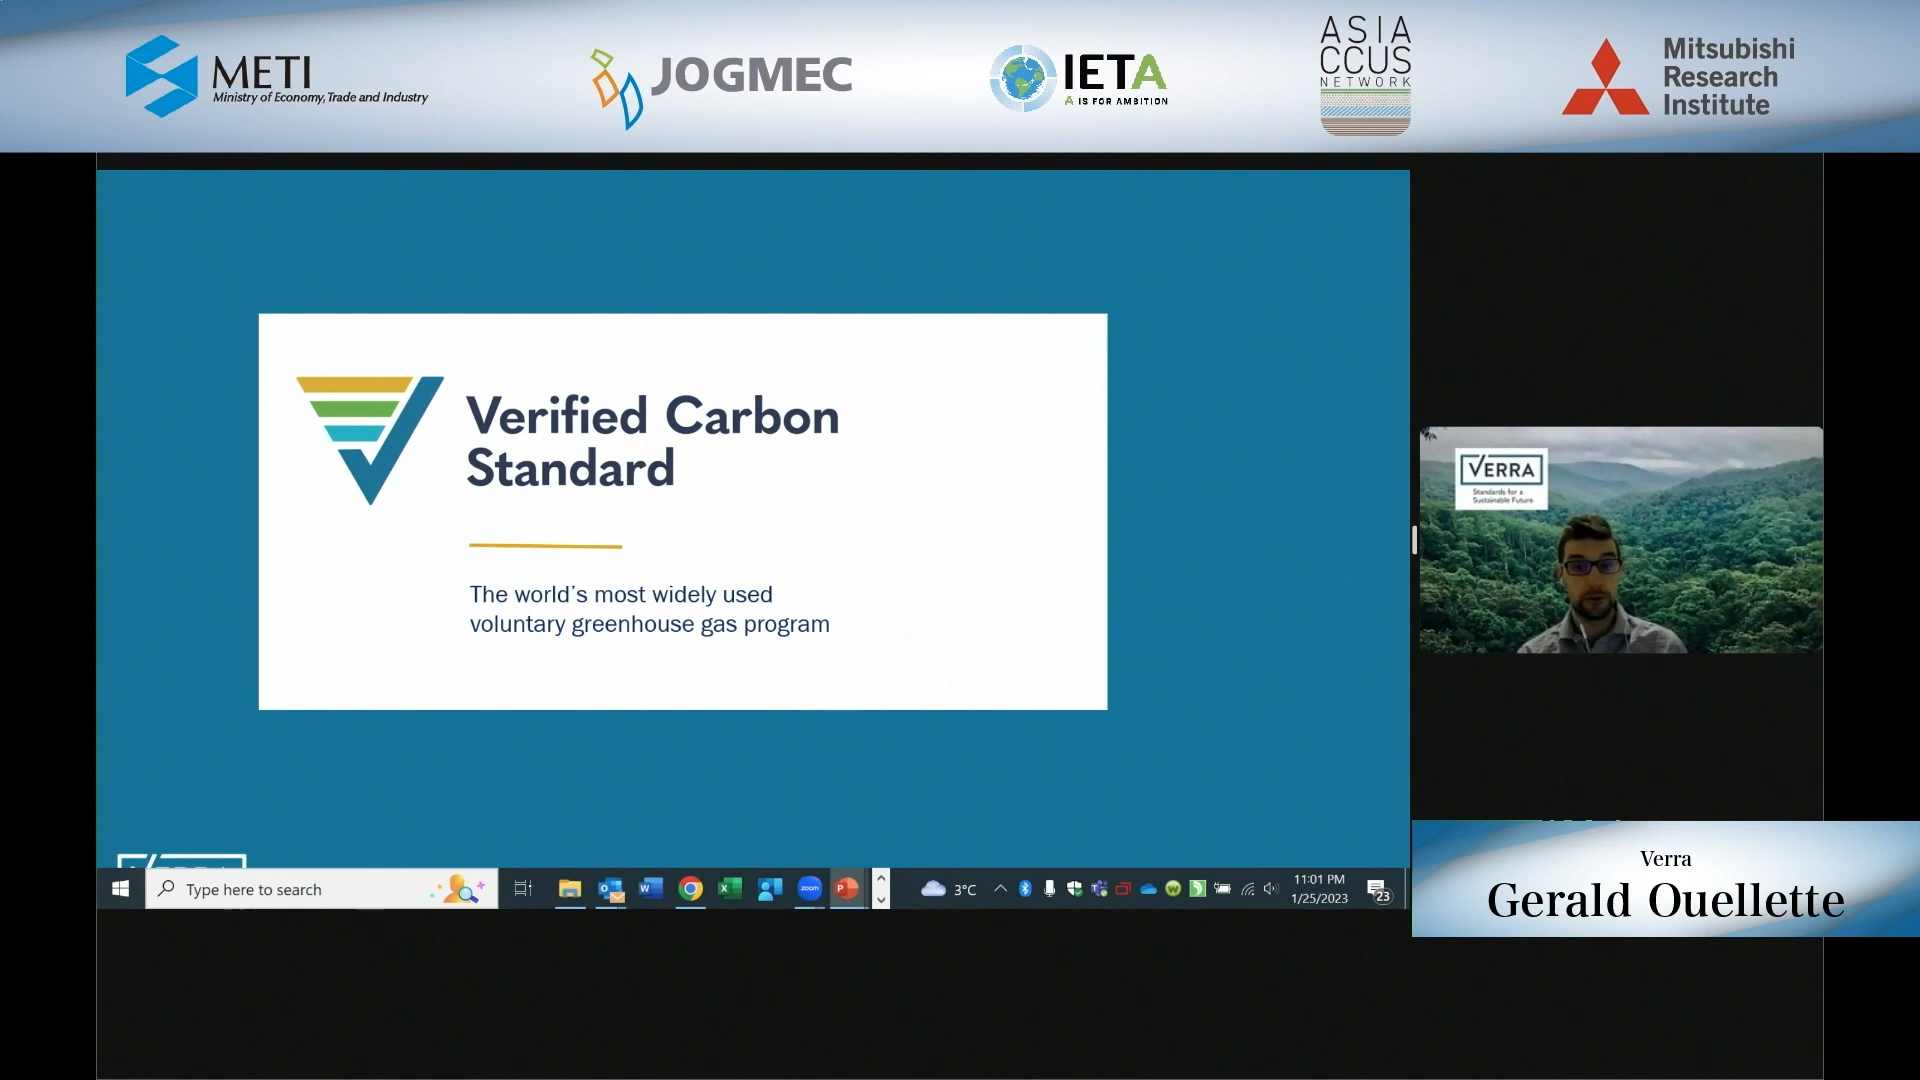 METI
Ministry of Economy, Trade and Industry
JOGMEC
IETA
A IS FOR AMBITION
ASIA
CCUS
NETWORK
Mitsubishi
Research
Institute
Verified Carbon
Standard
The world's most widely used
voluntary greenhouse gas program
VERRA
Standards for a
Sustainable Future
Type here to search
zoom
3°C
11:01 PM
1/25/2023
23
Verra
Gerald Ouellette